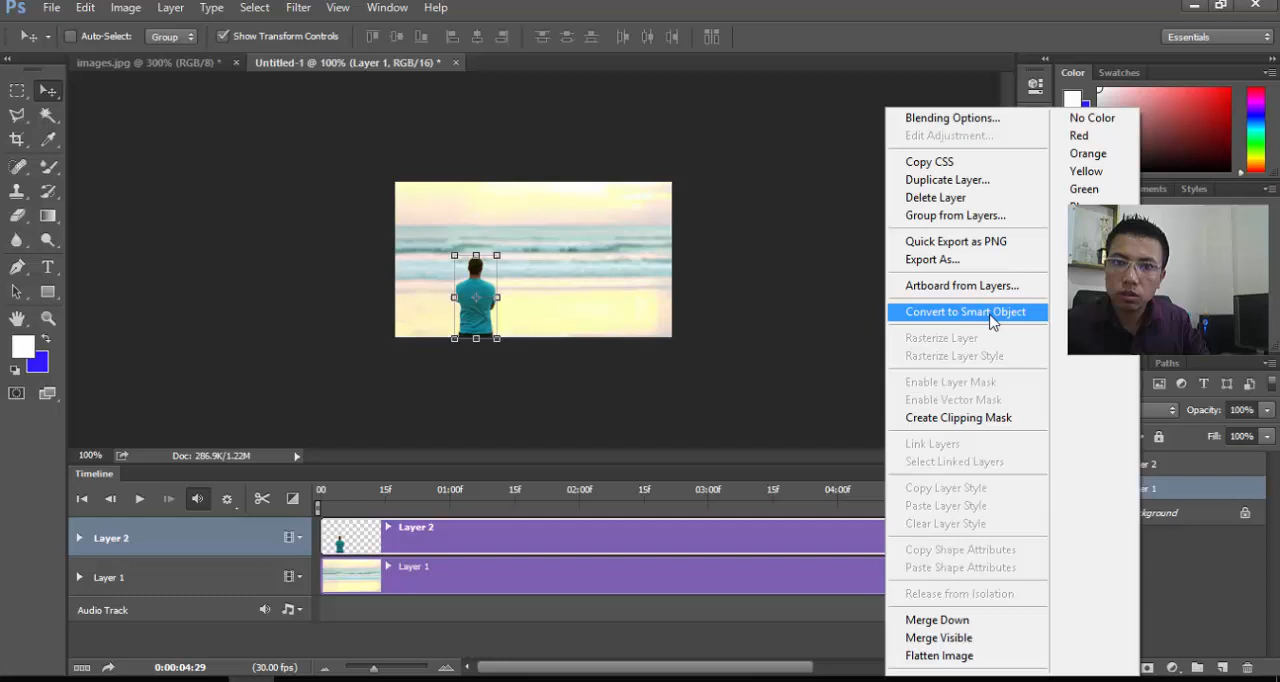 Ps File Edit Image Layer Type Select Filter View Window Help
Auto-Select: Group Show Transform Controls Essentials
images.jpg @ 300% (RGB/8) * × Untitled-1 @ 100% (Layer 1, RGB/16) * ×
Color Swatches
Styles
Paths
Opacity: 100%
Fill: 100%
Blending Options...
Edit Adjustment...
Copy CSS
Duplicate Layer...
Delete Layer
Group from Layers...
Quick Export as PNG
Export As...
Artboard from Layers...
Convert to Smart Object
Rasterize Layer
Rasterize Layer Style
Enable Layer Mask
Enable Vector Mask
Create Clipping Mask
Link Layers
Select Linked Layers
Copy Layer Style
Paste Layer Style
Clear Layer Style
Copy Shape Attributes
Paste Shape Attributes
Release from Isolation
Merge Down
Merge Visible
Flatten Image
No Color
Red
Orange
Yellow
Green
100% Doc: 286.9K/1.22M
Timeline
00 15f 01:00f 15f 02:00f 15f 03:00f 15f 04:00f
Layer 2 Layer 2
Layer 1 Layer 1
Audio Track
0:00:04:29 (30.00 fps)